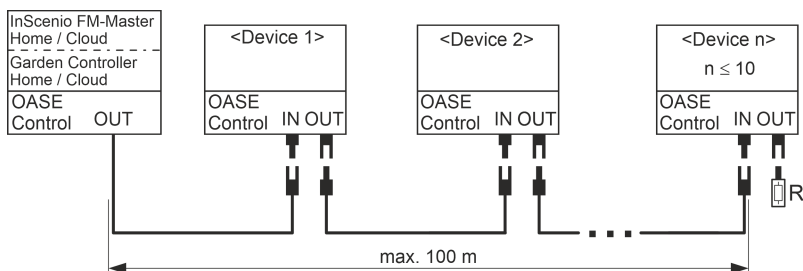 InScenio FM-Master
Home / Cloud
Garden Controller
Home / Cloud
OASE
Control OUT
<Device 1>
OASE
Control IN OUT
<Device 2>
OASE
Control IN OUT
<Device n>
n ≤ 10
OASE
Control IN OUT
R
max. 100 m